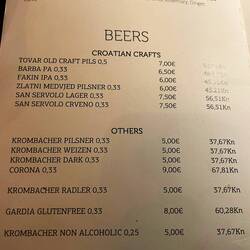 BEERS
CROATIAN CRAFTS
TOVAR OLD CRAFT PILS 0,5 7,00€
BARBA PA 0,33 6,50€
FAKIN IPA 0,33 6,00€
ZLATNI MEDVJED PILSNER 0,33 6,00€
SAN SERVOLO LAGER 0,33 7,50€ 56,51Kn
SAN SERVOLO CRVENO 0,33 7,50€ 56,51Kn
OTHERS
KROMBACHER PILSNER 0,33 5,00€ 37,67Kn
KROMBACHER WEIZEN 0,33 5,00€ 37,67Kn
KROMBACHER DARK 0,33 5,00€ 37,67Kn
CORONA 0,33 9,00€ 67,81Kn
KROMBACHER RADLER 0,33 5,00€ 37,67Kn
GARDIA GLUTENFREE 0,33 8,00€ 60,28Kn
KROMBACHER NON ALCOHOLIC 0,25 5,00€ 37,67Kn